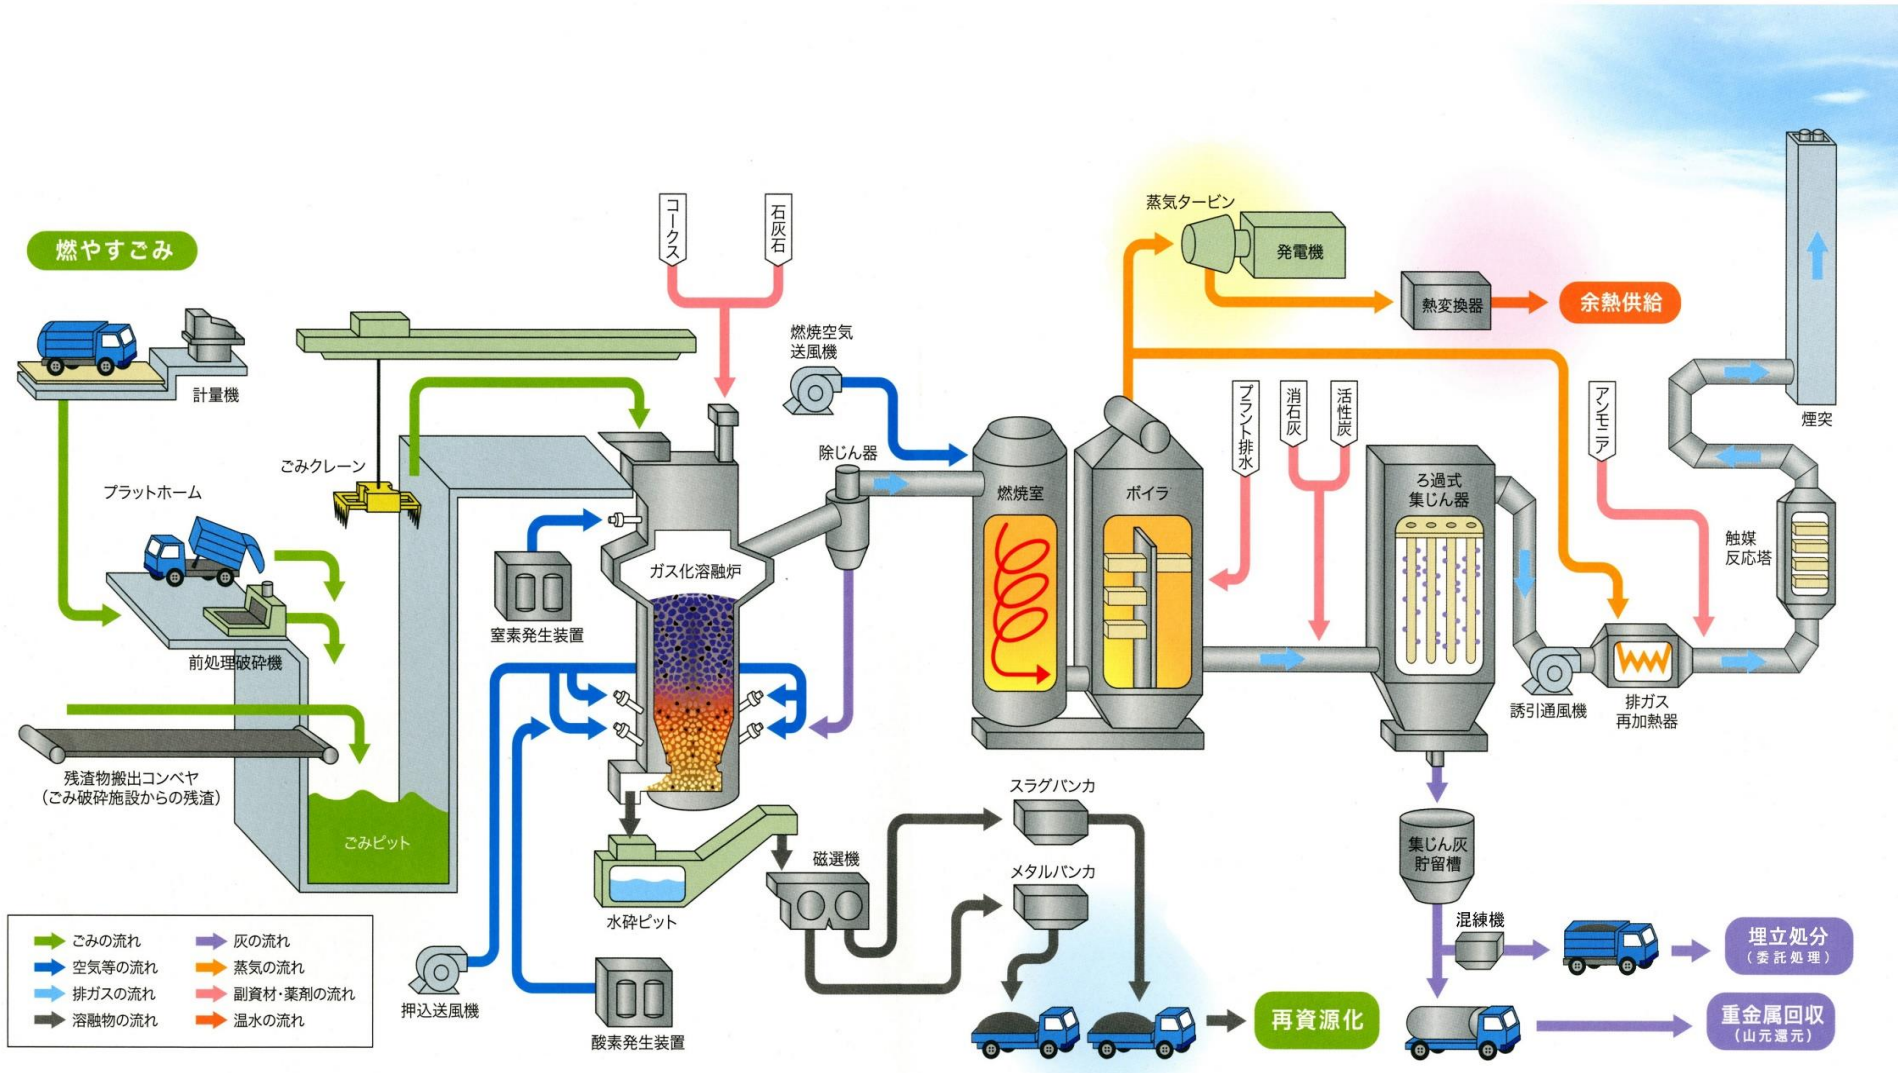 燃やすごみ
計量機
プラットホーム
前処理破砕機
残渣物搬出コンベヤ
(ごみ破砕施設からの残渣)
ごみクレーン
ごみピット
コークス
石灰石
窒素発生装置
ガス化溶融炉
除じん器
燃焼空気
送風機
押込送風機
酸素発生装置
水砕ピット
磁選機
スラグバンカ
メタルバンカ
再資源化
燃焼室
ボイラ
蒸気タービン
発電機
熱変換器
余熱供給
プラント排水
消石灰
活性炭
ろ過式
集じん器
集じん灰
貯留槽
混練機
埋立処分
(委託処理)
重金属回収
(山元還元)
誘引通風機
排ガス
再加熱器
アンモニア
触媒
反応塔
煙突
ごみの流れ
空気等の流れ
排ガスの流れ
溶融物の流れ
灰の流れ
蒸気の流れ
副資材・薬剤の流れ
温水の流れ